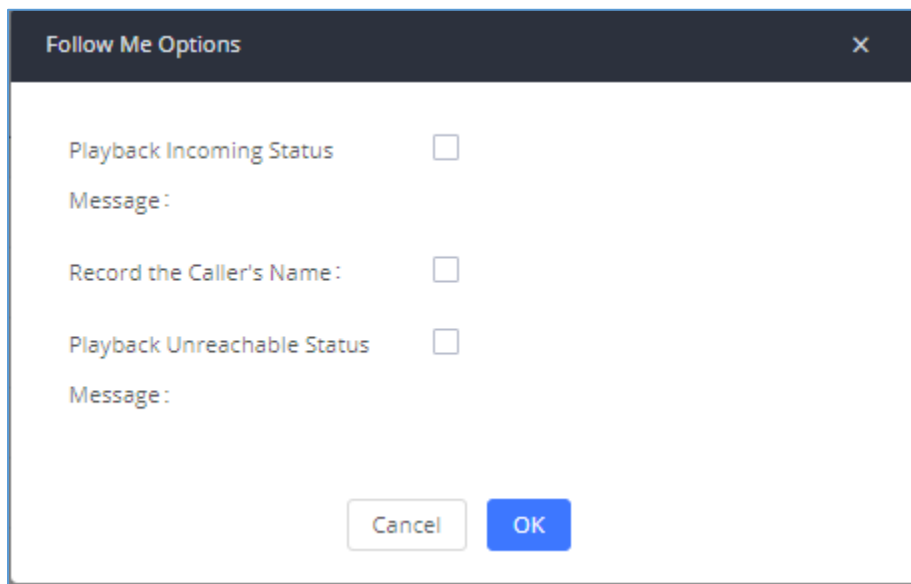 Follow Me Options
Playback Incoming Status
Message:
Record the Caller's Name:
Playback Unreachable Status
Message:
Cancel OK